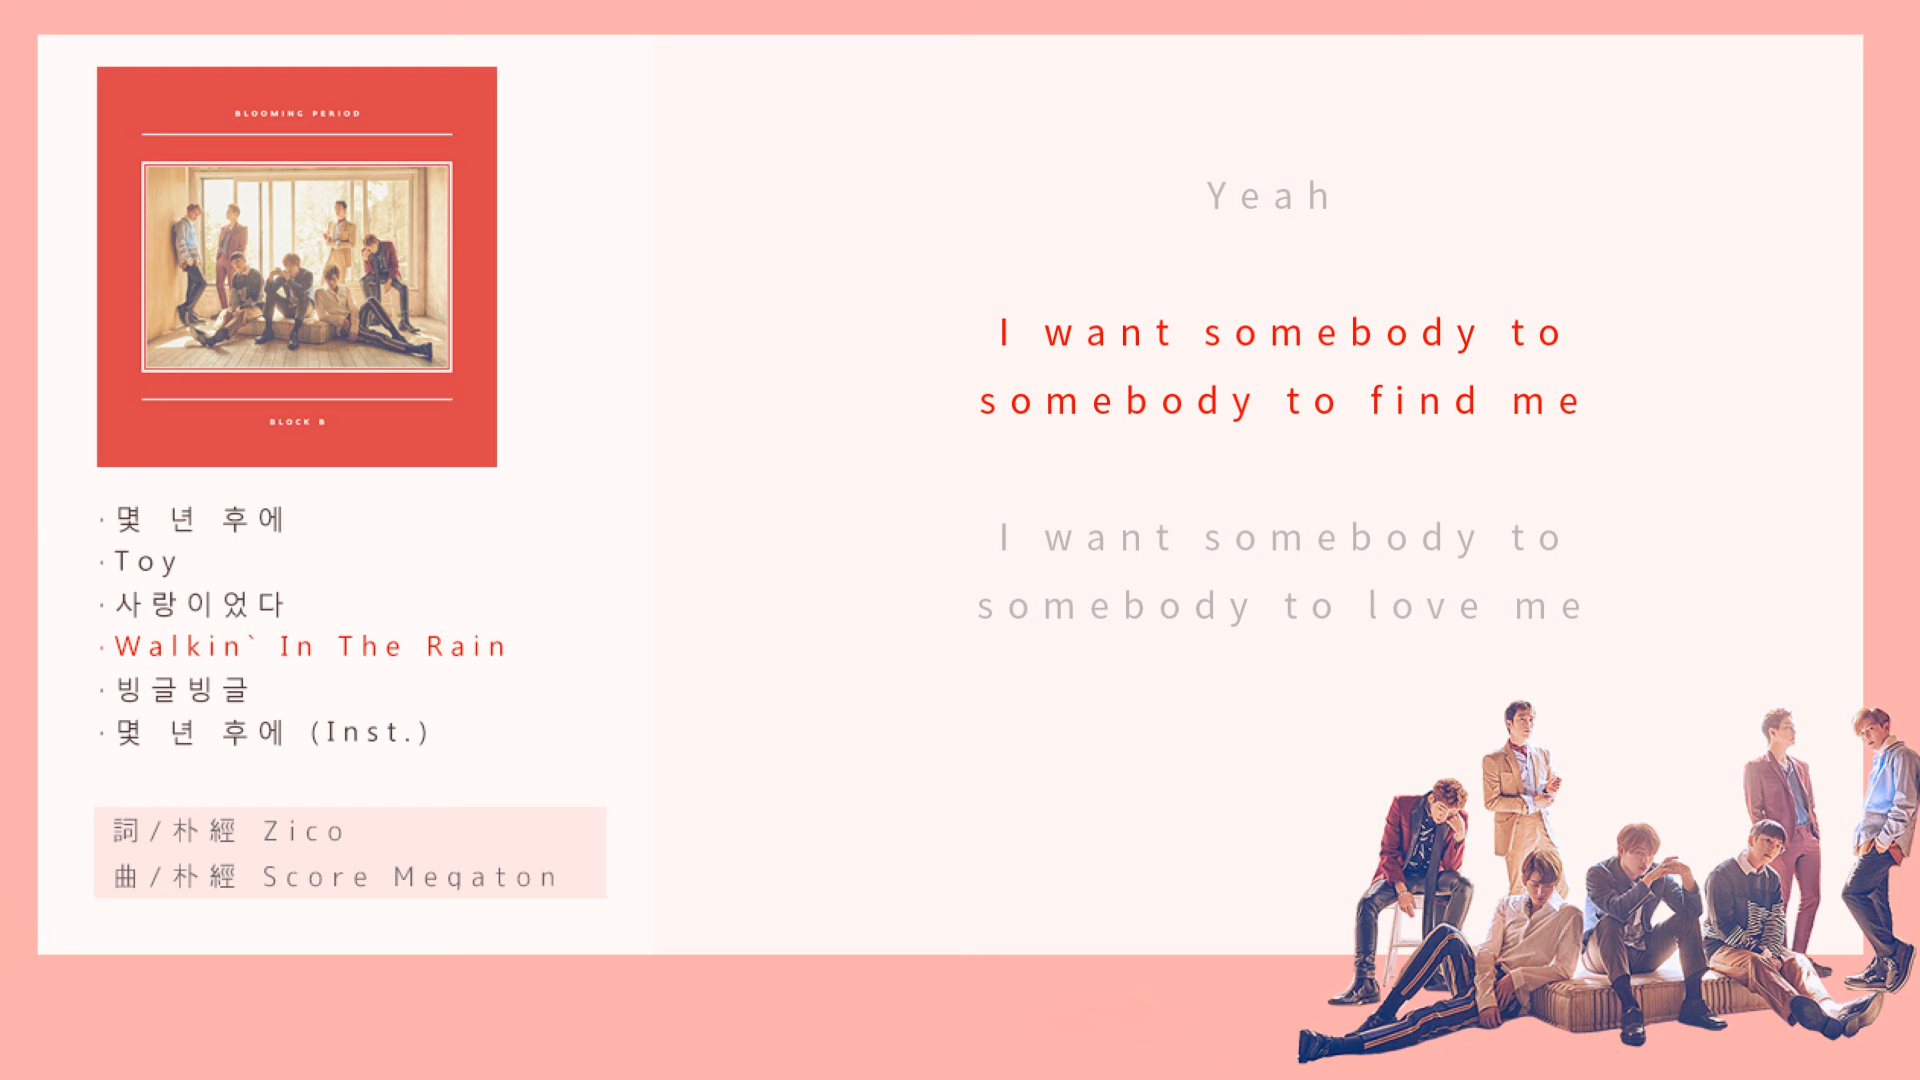 BLOOMING PERIOD
BLOCK B
·몇 년 후에
·Toy
·사랑이었다
·Walkin` In The Rain
·빙글빙글
·몇 년 후에 (Inst.)
詞/朴經 Zico
曲/朴經 Score Megaton
Yeah
I want somebody to
somebody to find me
I want somebody to
somebody to love me